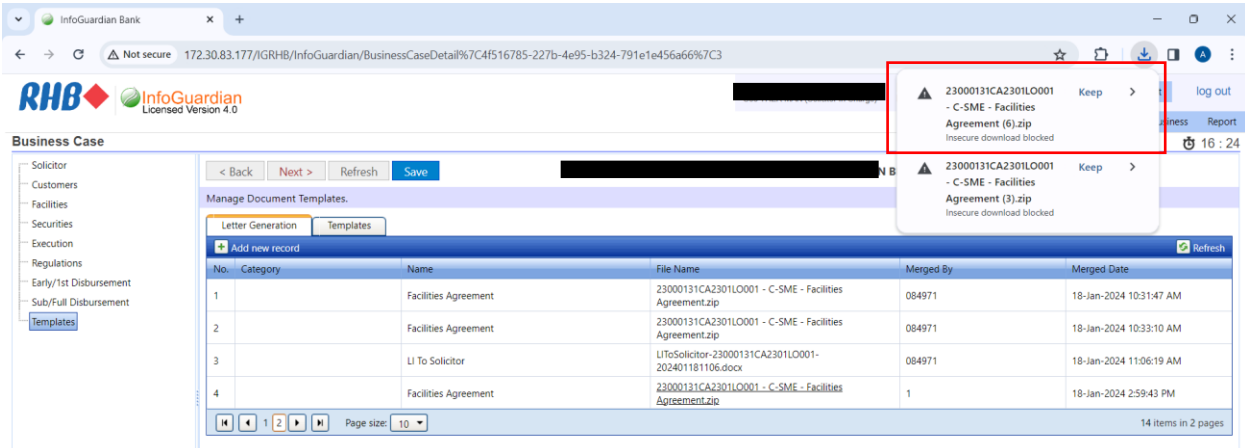 InfoGuardian Bank
Not secure 172.30.83.177/IGRHB/InfoGuardian/BusinessCaseDetail%7C4f516785-227b-4e95-b324-791e1e456a66%7C3
A
RHB InfoGuardian
Licensed Version 4.0
log out
Report
Business Case
16 : 24
23000131CA2301LO001
- C-SME - Facilities
Agreement (6).zip
Insecure download blocked
Keep
23000131CA2301LO001
- C-SME - Facilities
Agreement (3).zip
Insecure download blocked
Keep
Solicitor
Customers
Facilities
Securities
Execution
Regulations
Early/1st Disbursement
Sub/Full Disbursement
Templates
< Back Next > Refresh Save
N B
Manage Document Templates.
Letter Generation Templates
Add new record Refresh
No. Category Name File Name Merged By Merged Date
1 Facilities Agreement 23000131CA2301LO001 - C-SME - Facilities Agreement.zip 084971 18-Jan-2024 10:31:47 AM
2 Facilities Agreement 23000131CA2301LO001 - C-SME - Facilities Agreement.zip 084971 18-Jan-2024 10:33:10 AM
3 LI To Solicitor LIToSolicitor-23000131CA2301LO001-202401181106.docx 084971 18-Jan-2024 11:06:19 AM
4 Facilities Agreement 23000131CA2301LO001 - C-SME - Facilities Agreement.zip 1 18-Jan-2024 2:59:43 PM
1 2 Page size: 10 14 items in 2 pages